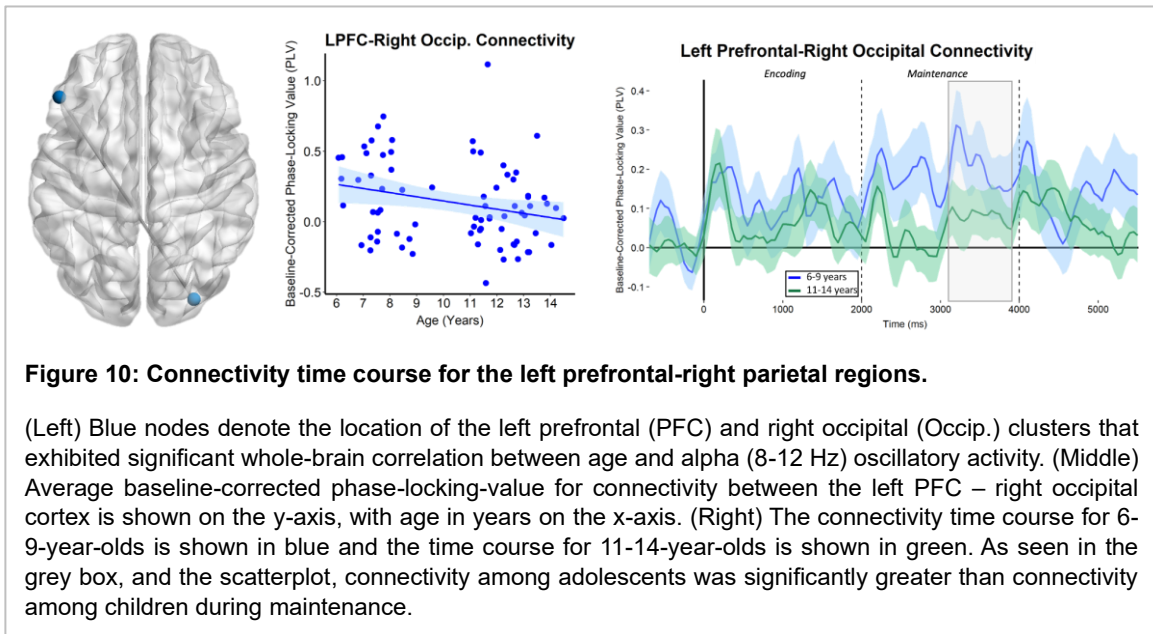 LPFC-Right Occip. Connectivity
Baseline-Corrected Phase-Locking Value (PLV)
1.0
0.5
0.0
-0.5
6 7 8 9 10 11 12 13 14
Age (Years)
Left Prefrontal-Right Occipital Connectivity
Encoding Maintenance
Baseline-Corrected Phase-Locking Value (PLV)
0.4
0.3
0.2
0.1
0.0
-0.1
6-9 years
11-14 years
0 1000 2000 3000 4000 5000
Time (ms)
Figure 10: Connectivity time course for the left prefrontal-right parietal regions.
(Left) Blue nodes denote the location of the left prefrontal (PFC) and right occipital (Occip.) clusters that
exhibited significant whole-brain correlation between age and alpha (8-12 Hz) oscillatory activity. (Middle)
Average baseline-corrected phase-locking-value for connectivity between the left PFC – right occipital
cortex is shown on the y-axis, with age in years on the x-axis. (Right) The connectivity time course for 6-
9-year-olds is shown in blue and the time course for 11-14-year-olds is shown in green. As seen in the
grey box, and the scatterplot, connectivity among adolescents was significantly greater than connectivity
among children during maintenance.